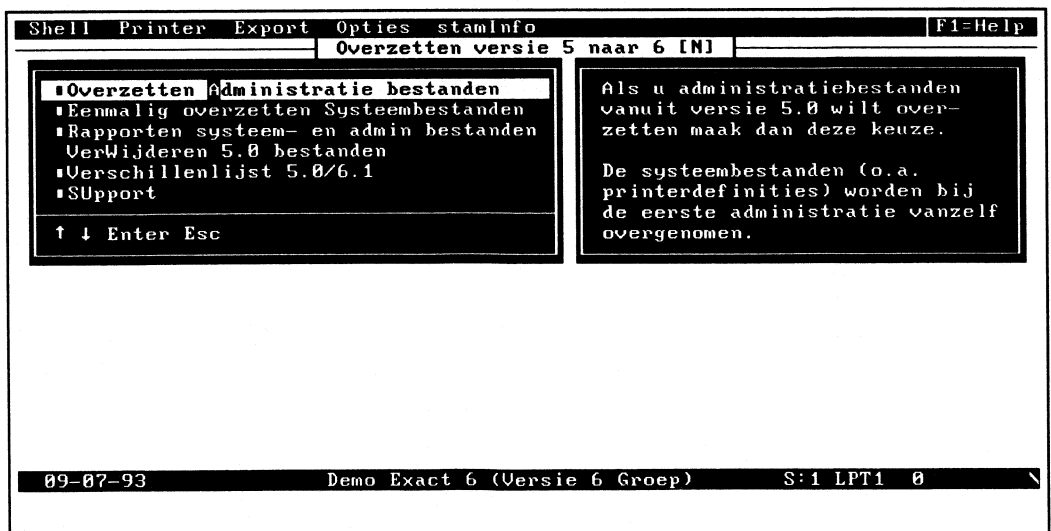 Shell Printer Export Opties stamInfo F1=Help
Overzetten versie 5 naar 6 [N]
Overzetten Administratie bestanden
Eenmalig overzetten Systeembestanden
Rapporten systeem- en admin bestanden
VerWijderen 5.0 bestanden
Verschillenlijst 5.0/6.1
SUpport
↑ ↓ Enter Esc
Als u administratiebestanden
vanuit versie 5.0 wilt over-
zetten maak dan deze keuze.
De systeembestanden (o.a.
printerdefinities) worden bij
de eerste administratie vanzelf
overgenomen.
09-07-93 Demo Exact 6 (Versie 6 Groep) S:1 LPT1 0 \